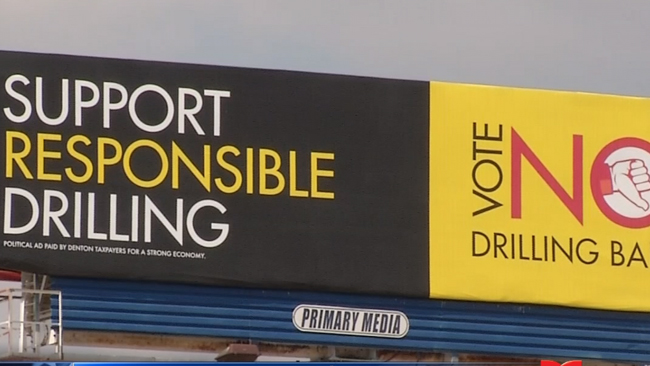 SUPPORT
RESPONSIBLE
DRILLING
POLITICAL AD PAID BY DENTON TAXPAYERS FOR A STRONG ECONOMY.
VOTE
NO
DRILLING BA
PRIMARY MEDIA